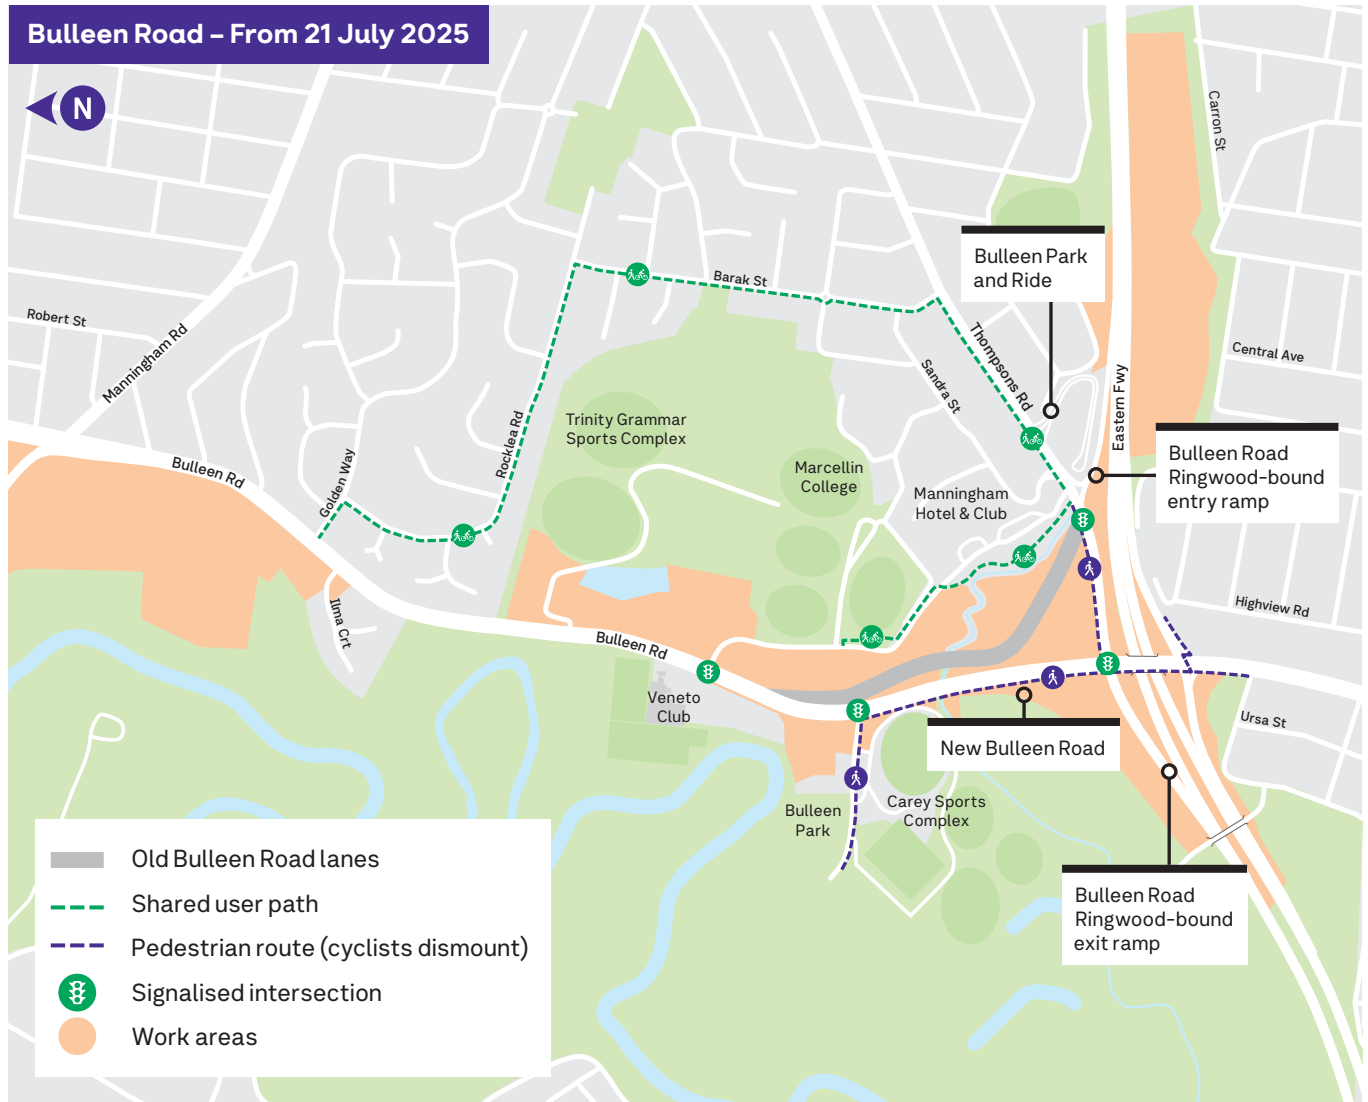 Bulleen Road – From 21 July 2025
N
Carron St
Bulleen Park
and Ride
Barak St
Robert St
Manningham Rd
Thompsons Rd
Central Ave
Sandra St
Eastern Fwy
Trinity Grammar
Sports Complex
Rocklea Rd
Bulleen Road
Ringwood-bound
entry ramp
Bulleen Rd
Golden Way
Marcellin
College
Manningham
Hotel & Club
Ilma Crt
Highview Rd
Bulleen Rd
Veneto
Club
Ursa St
New Bulleen Road
Bulleen
Park
Carey Sports
Complex
Bulleen Road
Ringwood-bound
exit ramp
Old Bulleen Road lanes
Shared user path
Pedestrian route (cyclists dismount)
Signalised intersection
Work areas